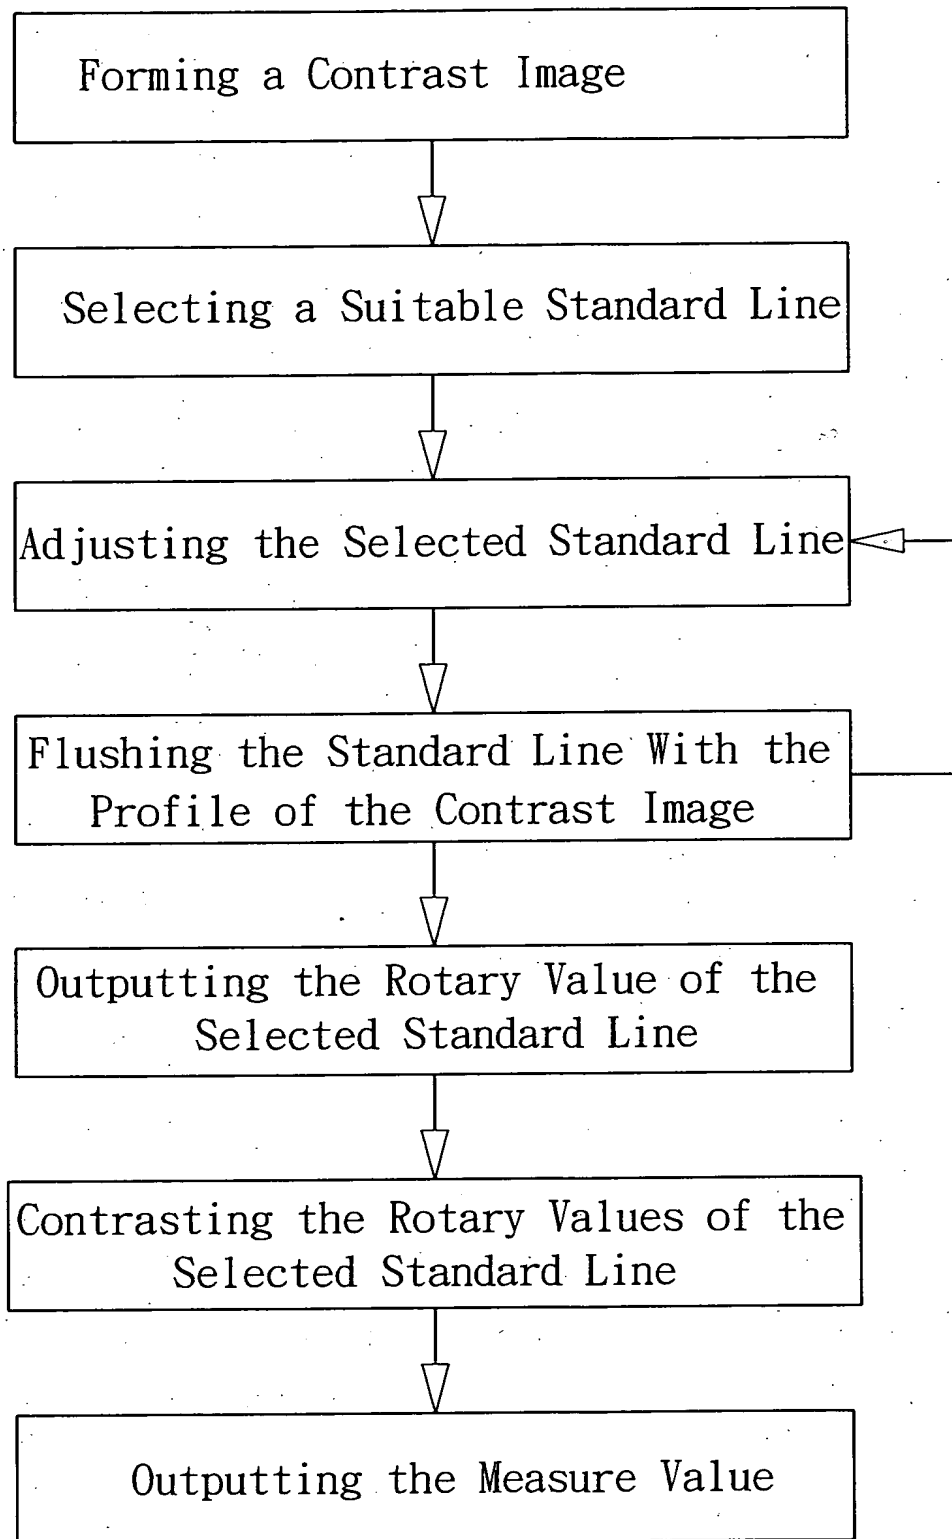 Forming a Contrast Image
Selecting a Suitable Standard Line
Adjusting the Selected Standard Line
Flushing the Standard Line With the
Profile of the Contrast Image
Outputting the Rotary Value of the
Selected Standard Line
Contrasting the Rotary Values of the
Selected Standard Line
Outputting the Measure Value